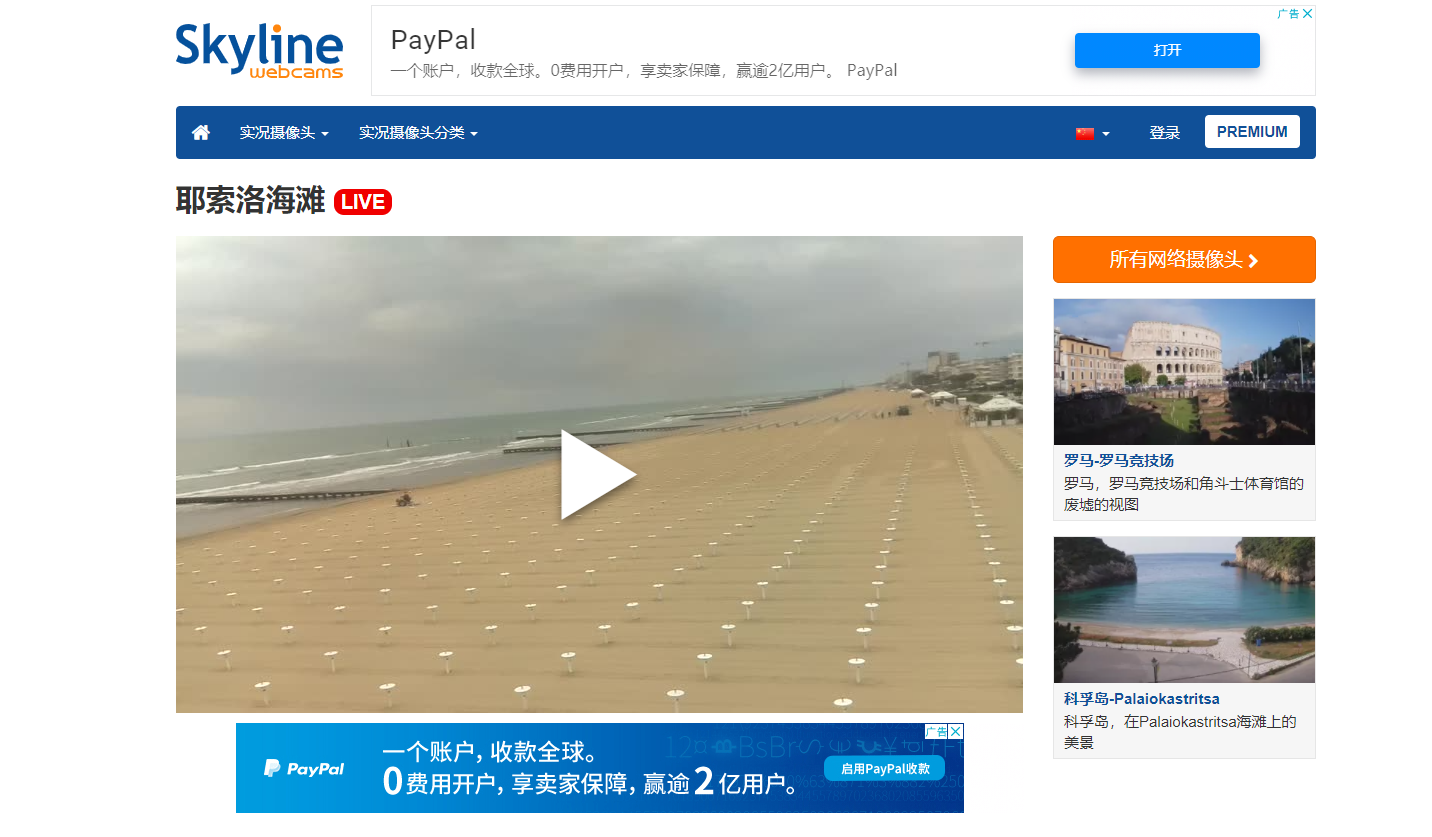 Skyline
webcams
广告
PayPal
一个账户，收款全球。0费用开户，享卖家保障，赢逾2亿用户。 PayPal
打开
实况摄像头
实况摄像头分类
登录
PREMIUM
耶索洛海滩 LIVE
所有网络摄像头
罗马-罗马竞技场
罗马，罗马竞技场和角斗士体育馆的
废墟的视图
科孚岛-Palaiokastritsa
科孚岛，在Palaiokastritsa海滩上的
美景
广告
PayPal
一个账户，收款全球。
0费用开户，享卖家保障，赢逾2亿用户。
启用PayPal收款